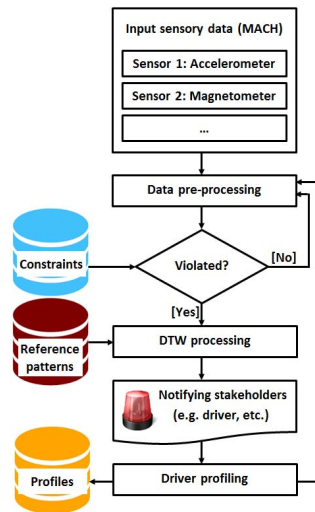 Input sensory data (MACH)
Sensor 1: Accelerometer
Sensor 2: Magnetometer
...
Data pre-processing
Constraints
Violated?
[No]
[Yes]
Reference
patterns
DTW processing
Notifying stakeholders
(e.g. driver, etc.)
Profiles
Driver profiling